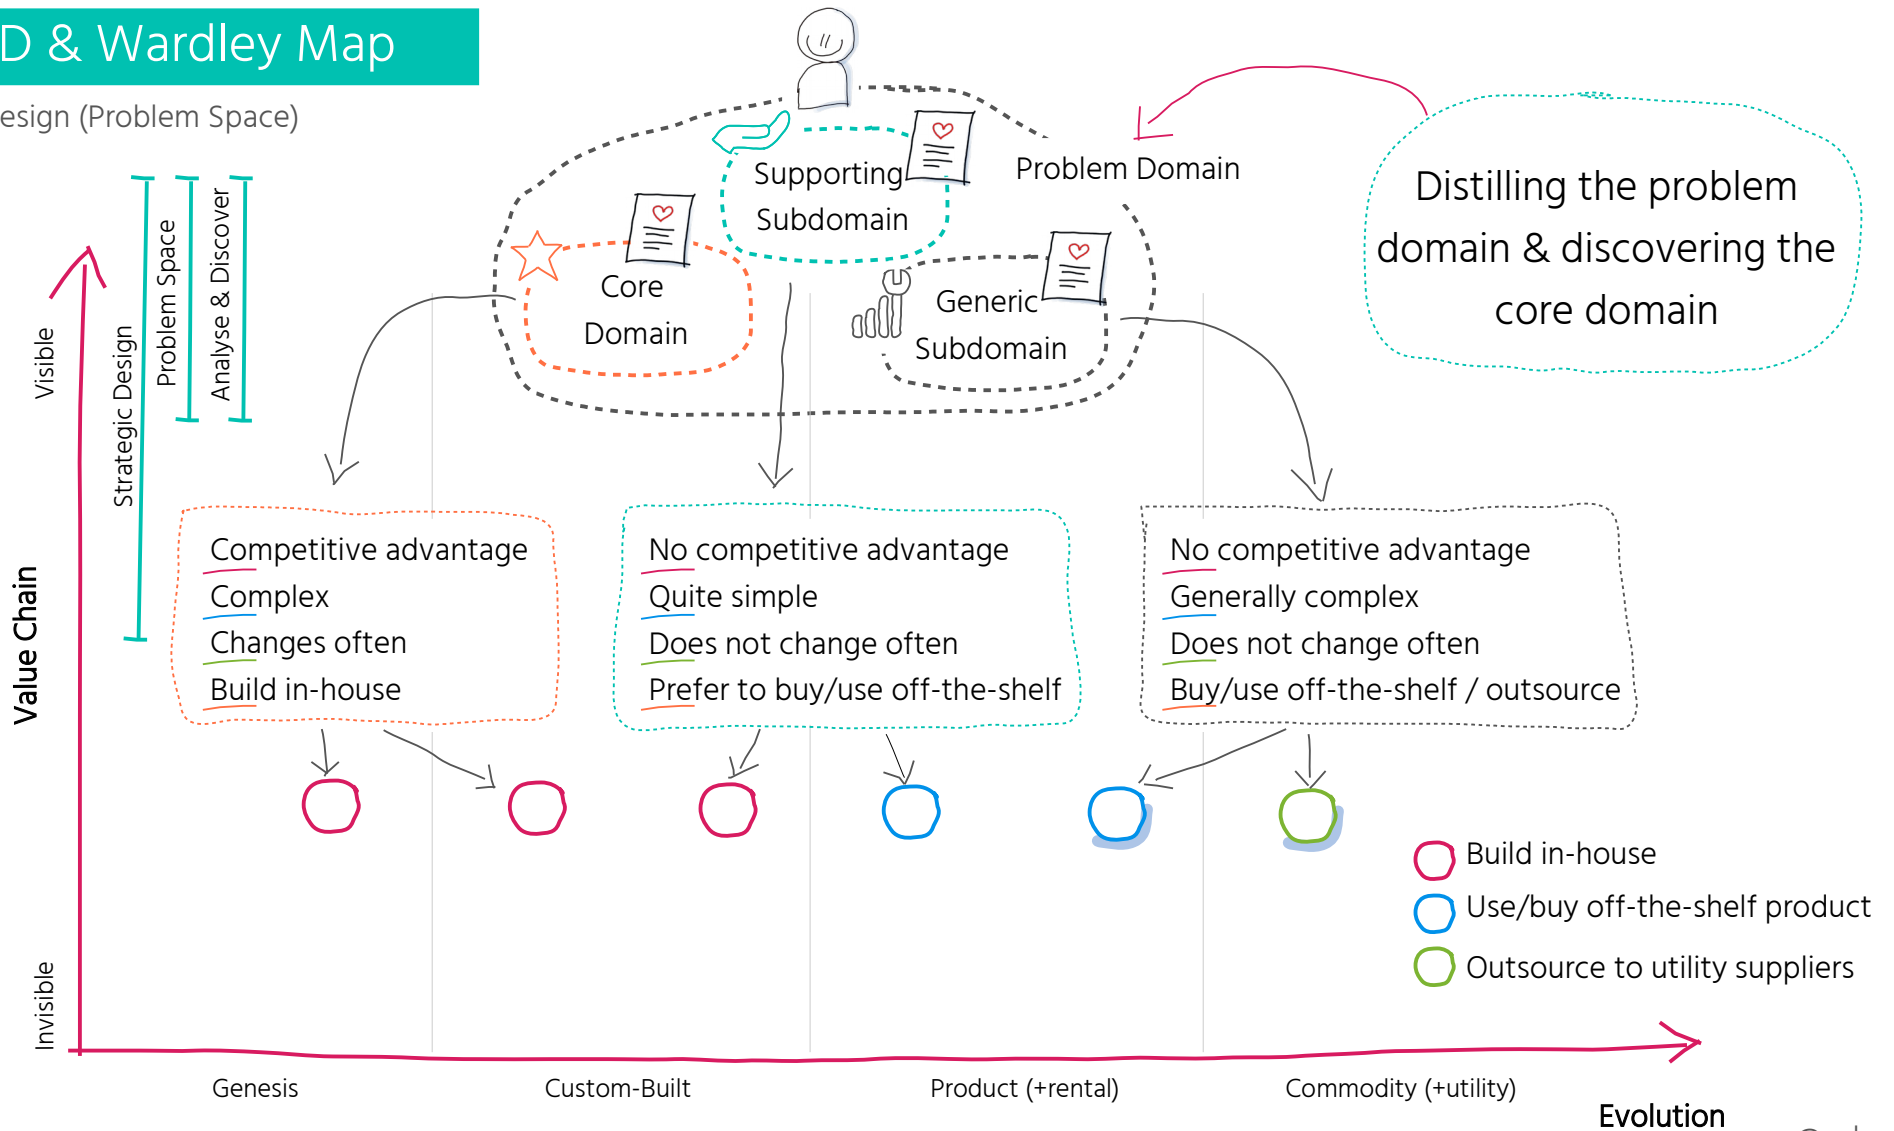 D & Wardley Map
esign (Problem Space)
Supporting
Subdomain
Problem Domain
Core
Domain
Generic
Subdomain
Distilling the problem
domain & discovering the
core domain
Strategic Design
Problem Space
Analyse & Discover
Visible
Value Chain
Invisible
Competitive advantage
Complex
Changes often
Build in-house
No competitive advantage
Quite simple
Does not change often
Prefer to buy/use off-the-shelf
No competitive advantage
Generally complex
Does not change often
Buy/use off-the-shelf / outsource
Build in-house
Use/buy off-the-shelf product
Outsource to utility suppliers
Genesis
Custom-Built
Product (+rental)
Commodity (+utility)
Evolution